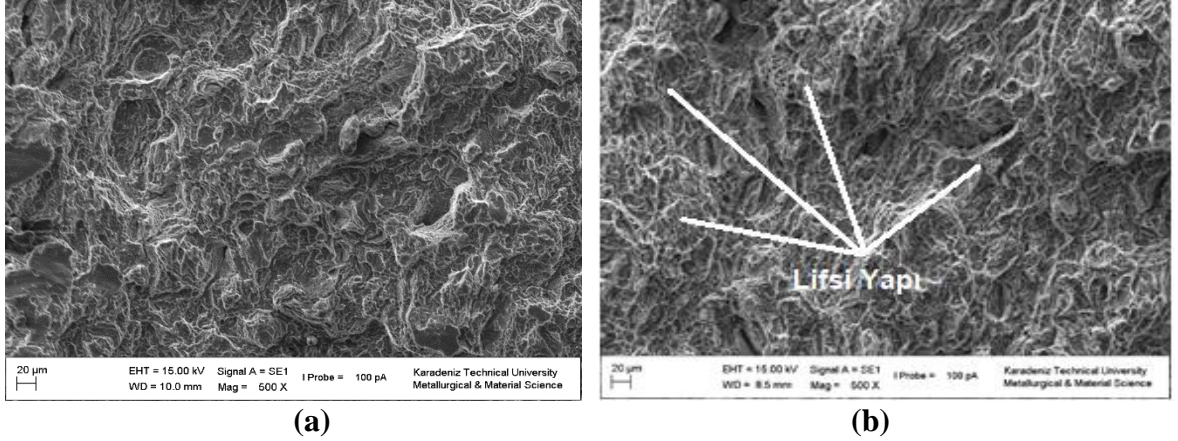 Lifsi Yapı
20 µm
EHT = 15.00 kV Signal A = SE1
WD = 10.0 mm Mag = 500 X
I Probe = 100 pA
Karadeniz Technical University
Metallurgical & Material Science
20 µm
EHT = 15.00 kV Signal A = SE1
WD = 8.5 mm Mag = 500 X
I Probe = 100 pA
Karadeniz Technical University
Metallurgical & Material Science
(a)
(b)